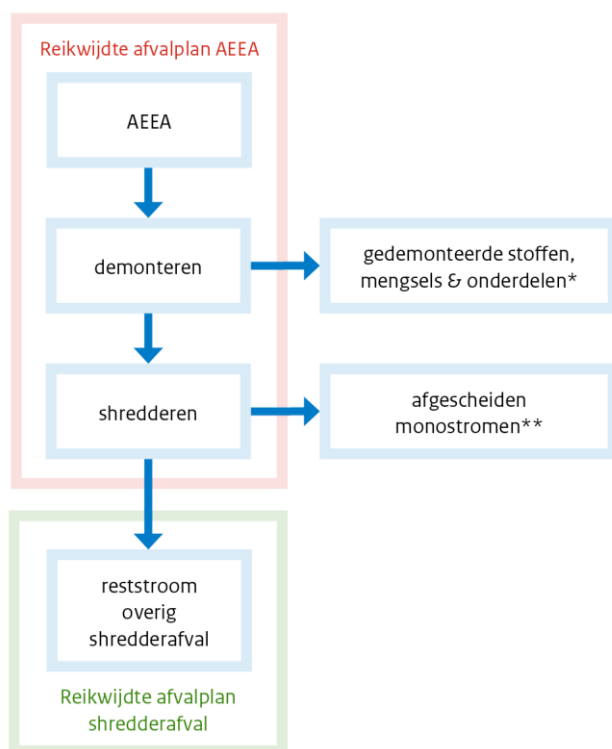 Reikwijdte afvalplan AEEA
AEEA
demonteren
gedemonteerde stoffen,
mengsels & onderdelen*
shredderen
afgescheiden
monostromen**
reststroom
overig
shredderafval
Reikwijdte afvalplan
shredderafval